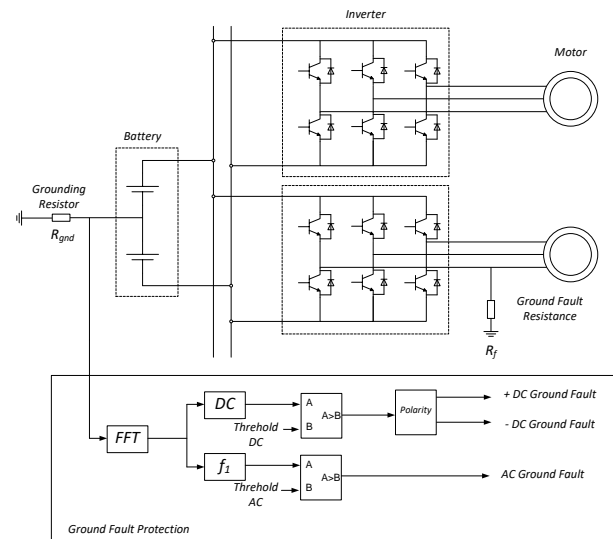 Inverter
Motor
Battery
Grounding
Resistor
R_gnd
Ground Fault
Resistance
R_f
DC
A
B
A>B
Threhold
DC
Polarity
+ DC Ground Fault
- DC Ground Fault
FFT
f₁
A
B
A>B
Threhold
AC
AC Ground Fault
Ground Fault Protection